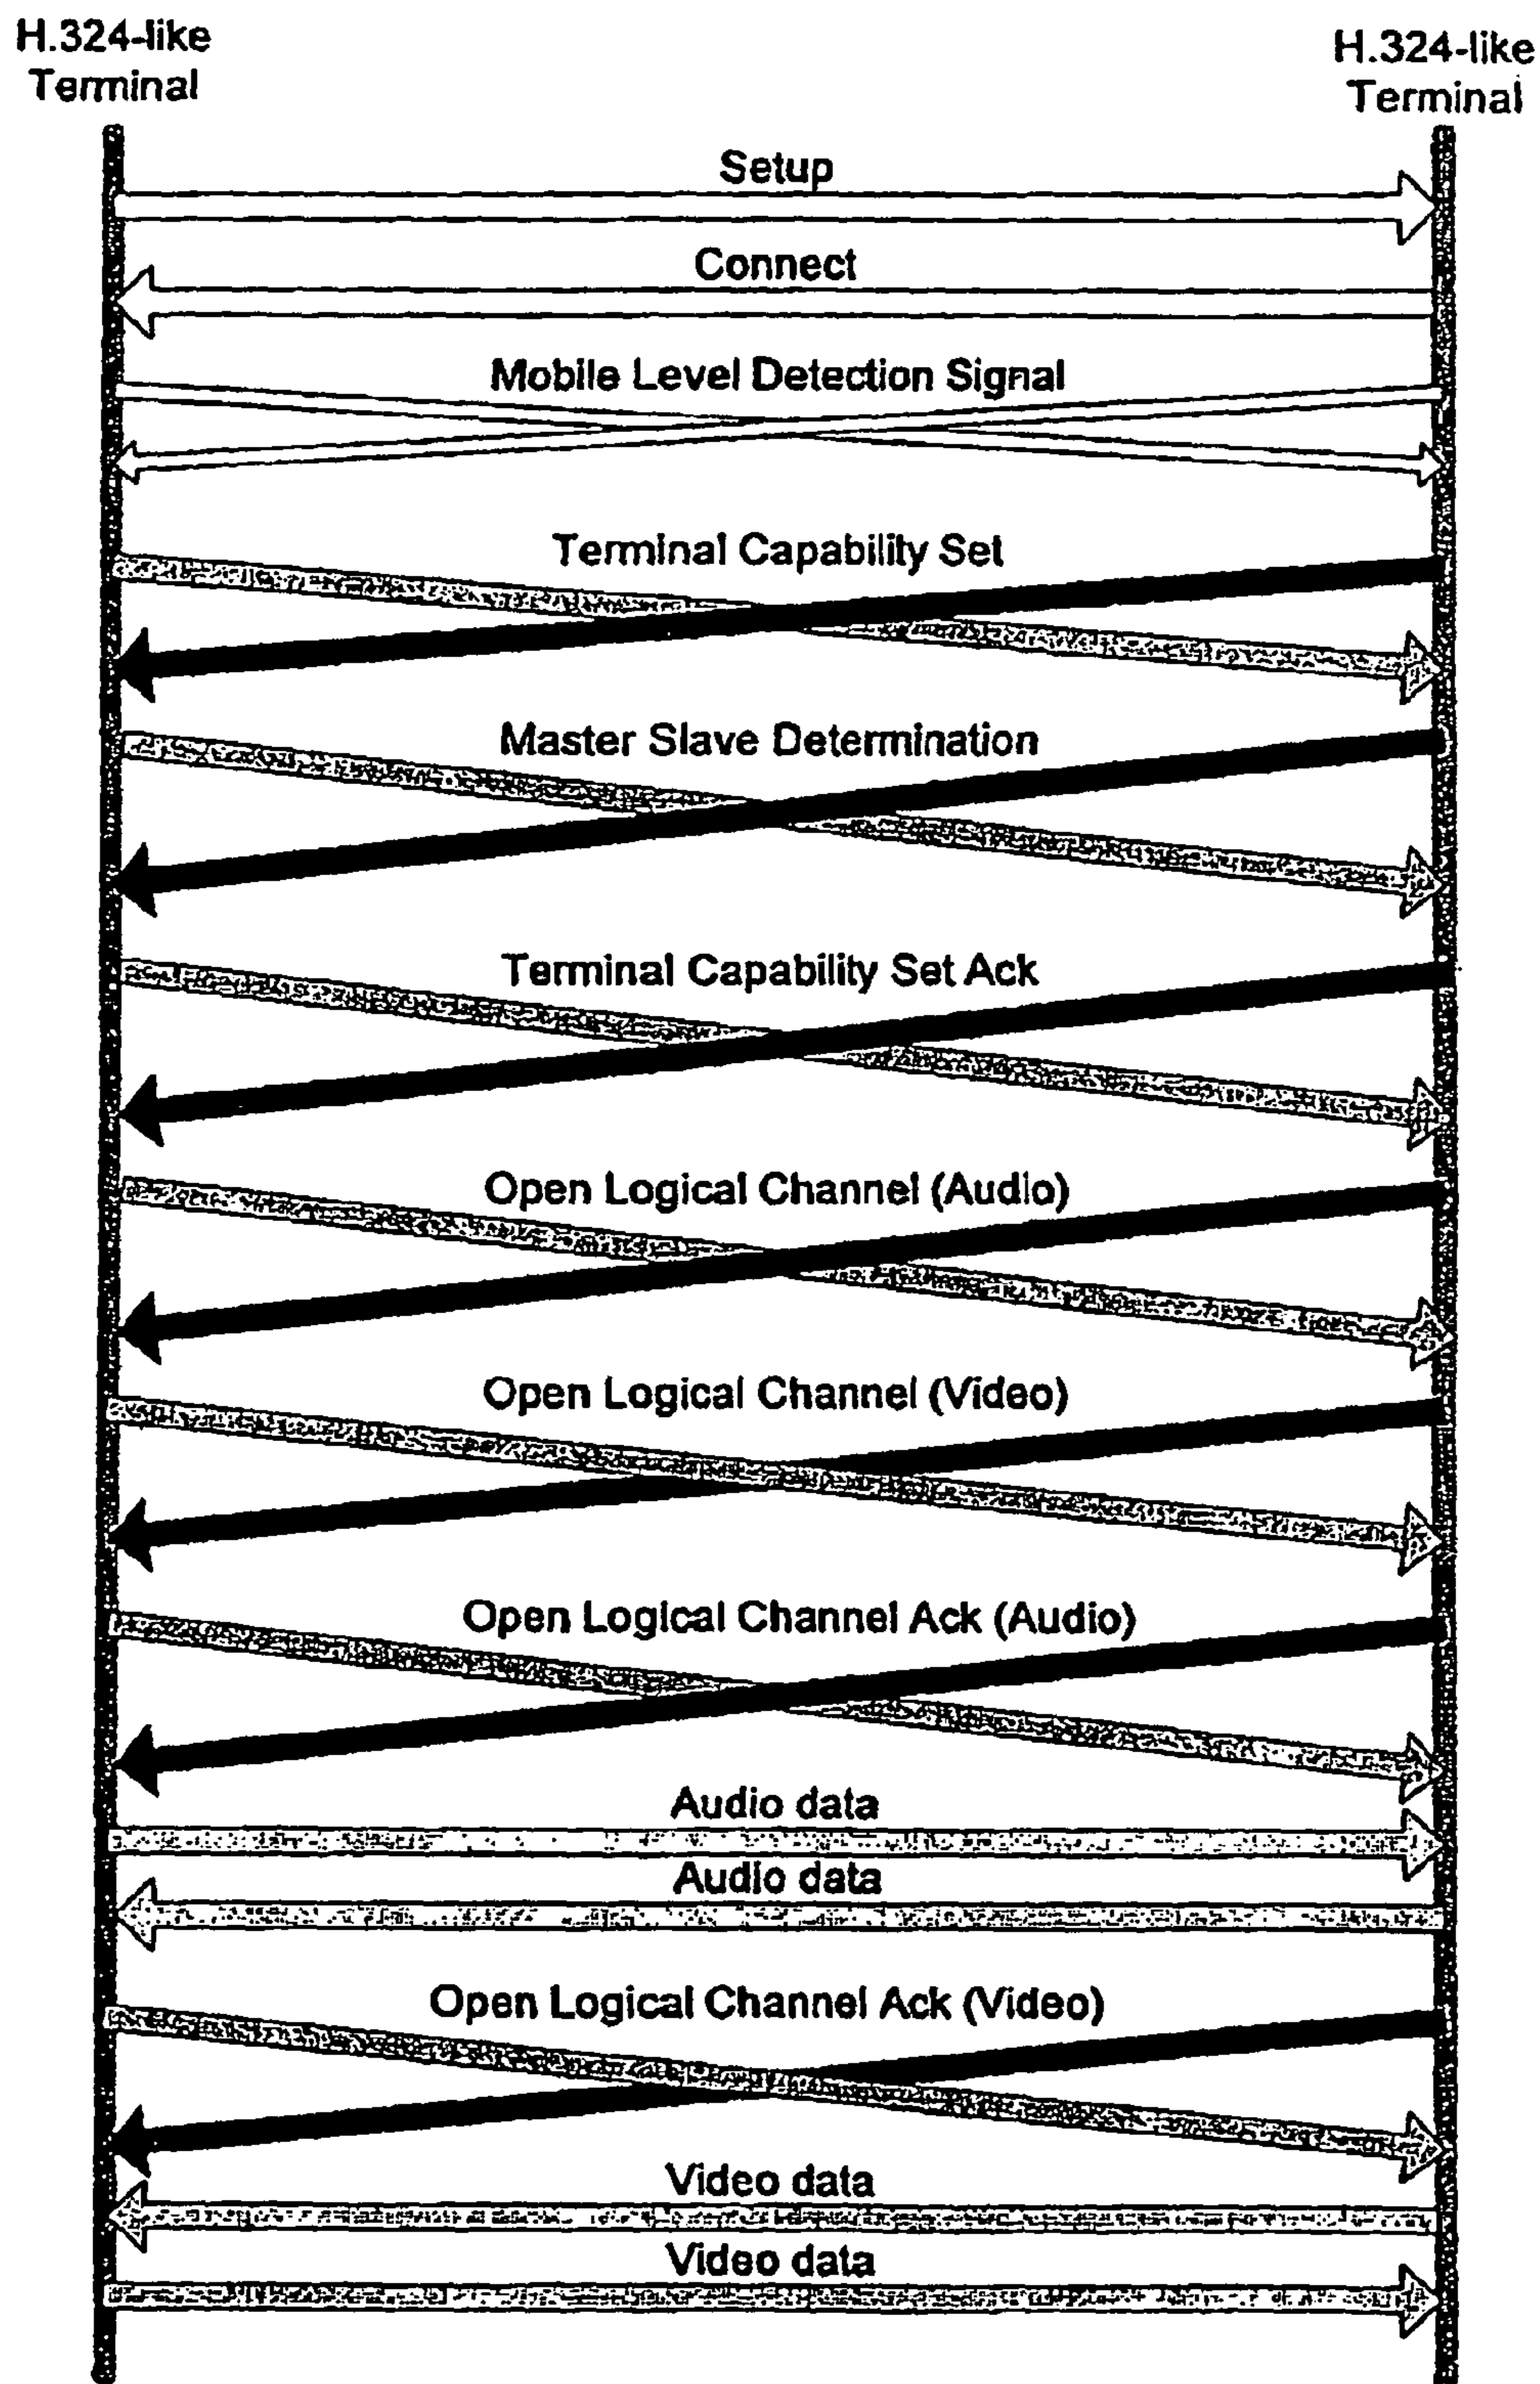 H.324-like
Terminal
H.324-like
Terminal
Setup
Connect
Mobile Level Detection Signal
Terminal Capability Set
Master Slave Determination
Terminal Capability Set Ack
Open Logical Channel (Audio)
Open Logical Channel (Video)
Open Logical Channel Ack (Audio)
Audio data
Audio data
Open Logical Channel Ack (Video)
Video data
Video data